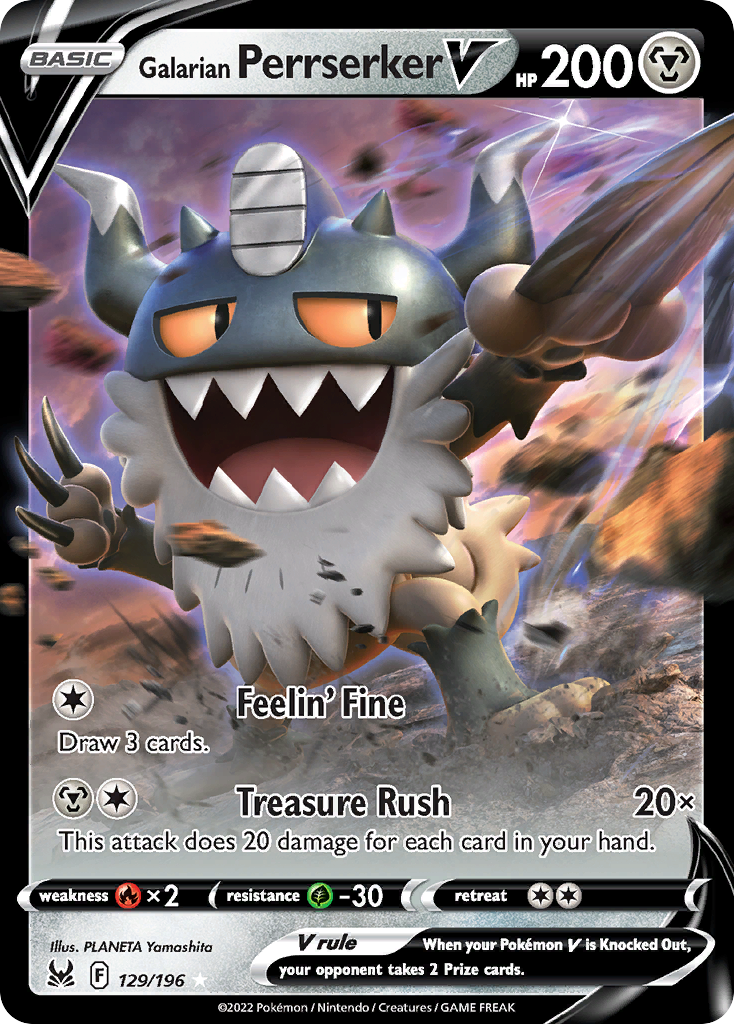 BASIC
Galarian Perrserker V HP 200
Feelin' Fine
Draw 3 cards.
Treasure Rush 20×
This attack does 20 damage for each card in your hand.
weakness ×2 resistance -30 retreat
Illus. PLANETA Yamashita
V rule When your Pokémon V is Knocked Out,
your opponent takes 2 Prize cards.
F 129/196
©2022 Pokémon / Nintendo / Creatures / GAME FREAK